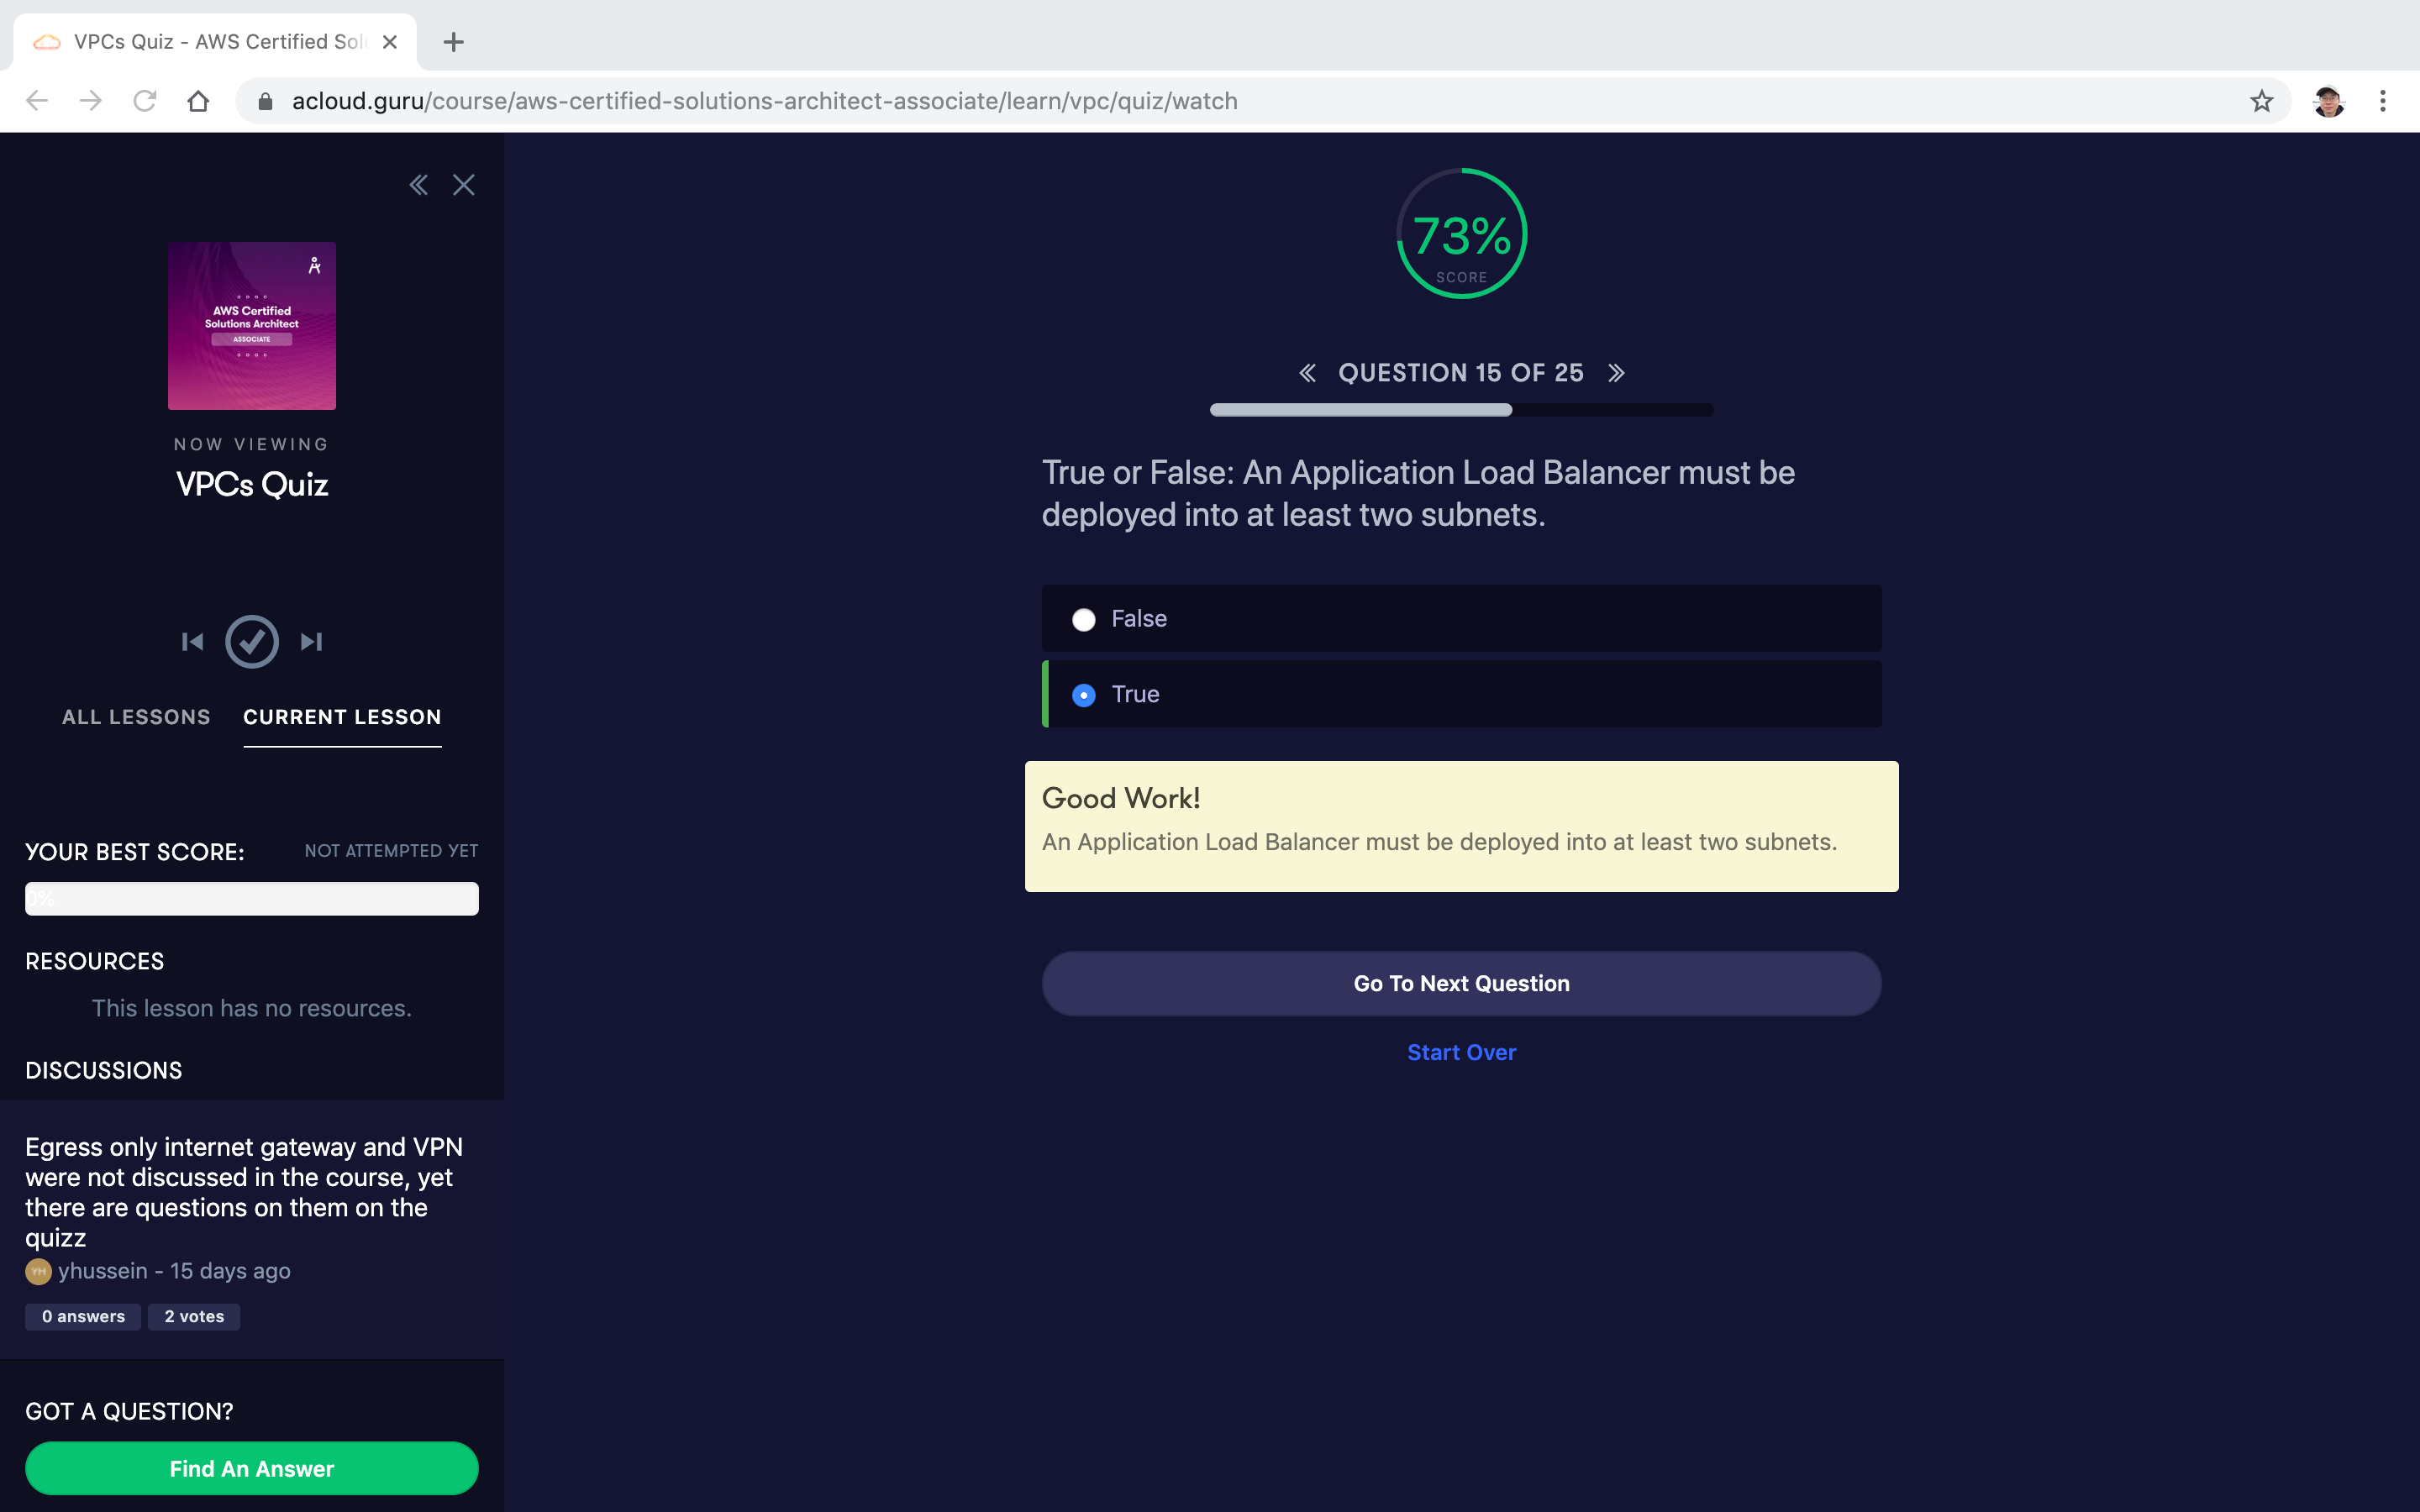 VPCs Quiz - AWS Certified Sol
acloud.guru/course/aws-certified-solutions-architect-associate/learn/vpc/quiz/watch
AWS Certified
Solutions Architect
ASSOCIATE
NOW VIEWING
VPCs Quiz
ALL LESSONS
CURRENT LESSON
YOUR BEST SCORE:
NOT ATTEMPTED YET
0%
RESOURCES
This lesson has no resources.
DISCUSSIONS
Egress only internet gateway and VPN
were not discussed in the course, yet
there are questions on them on the
quizz
YH
yhussein - 15 days ago
0 answers
2 votes
GOT A QUESTION?
Find An Answer
73%
SCORE
QUESTION 15 OF 25
True or False: An Application Load Balancer must be
deployed into at least two subnets.
False
True
Good Work!
An Application Load Balancer must be deployed into at least two subnets.
Go To Next Question
Start Over